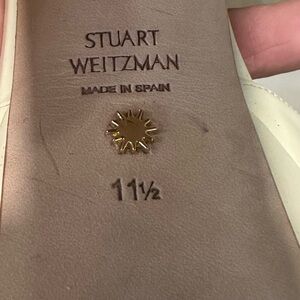 STUART
WEITZMAN
MADE IN SPAIN
11½